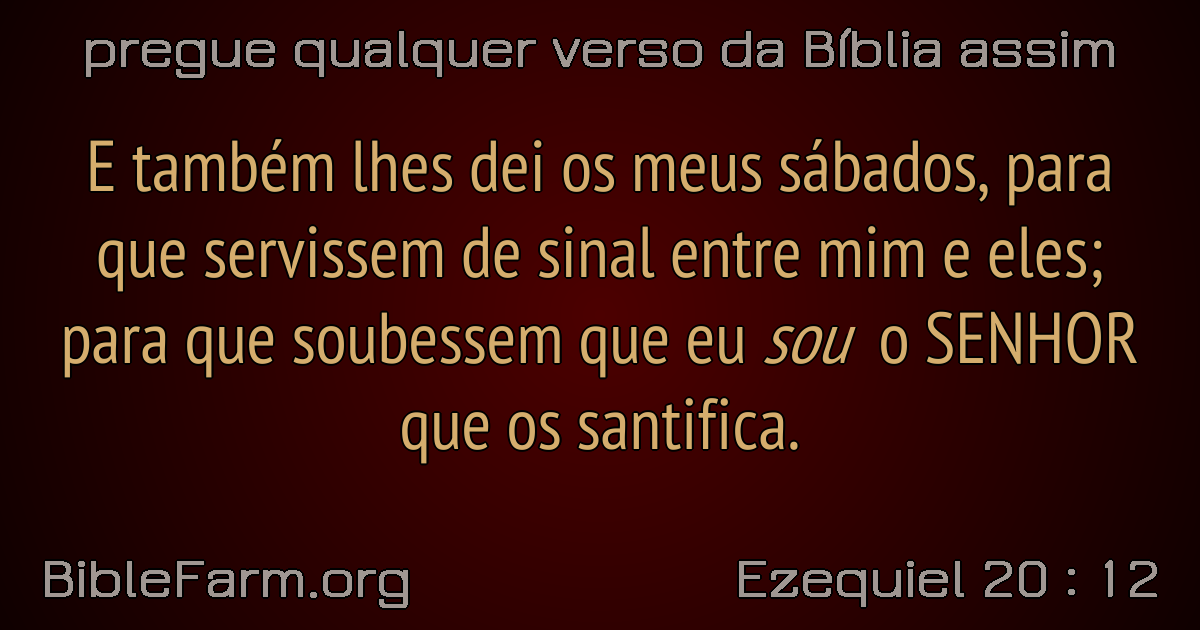 pregue qualquer verso da Bíblia assim
E também lhes dei os meus sábados, para
que servissem de sinal entre mim e eles;
para que soubessem que eu sou o SENHOR
que os santifica.
BibleFarm.org
Ezequiel 20 : 12